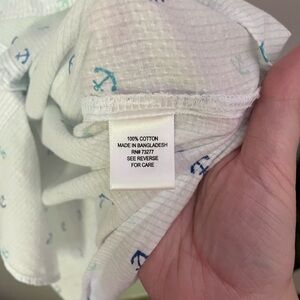 100% COTTON
MADE IN BANGLADESH
RN# 73277
SEE REVERSE
FOR CARE